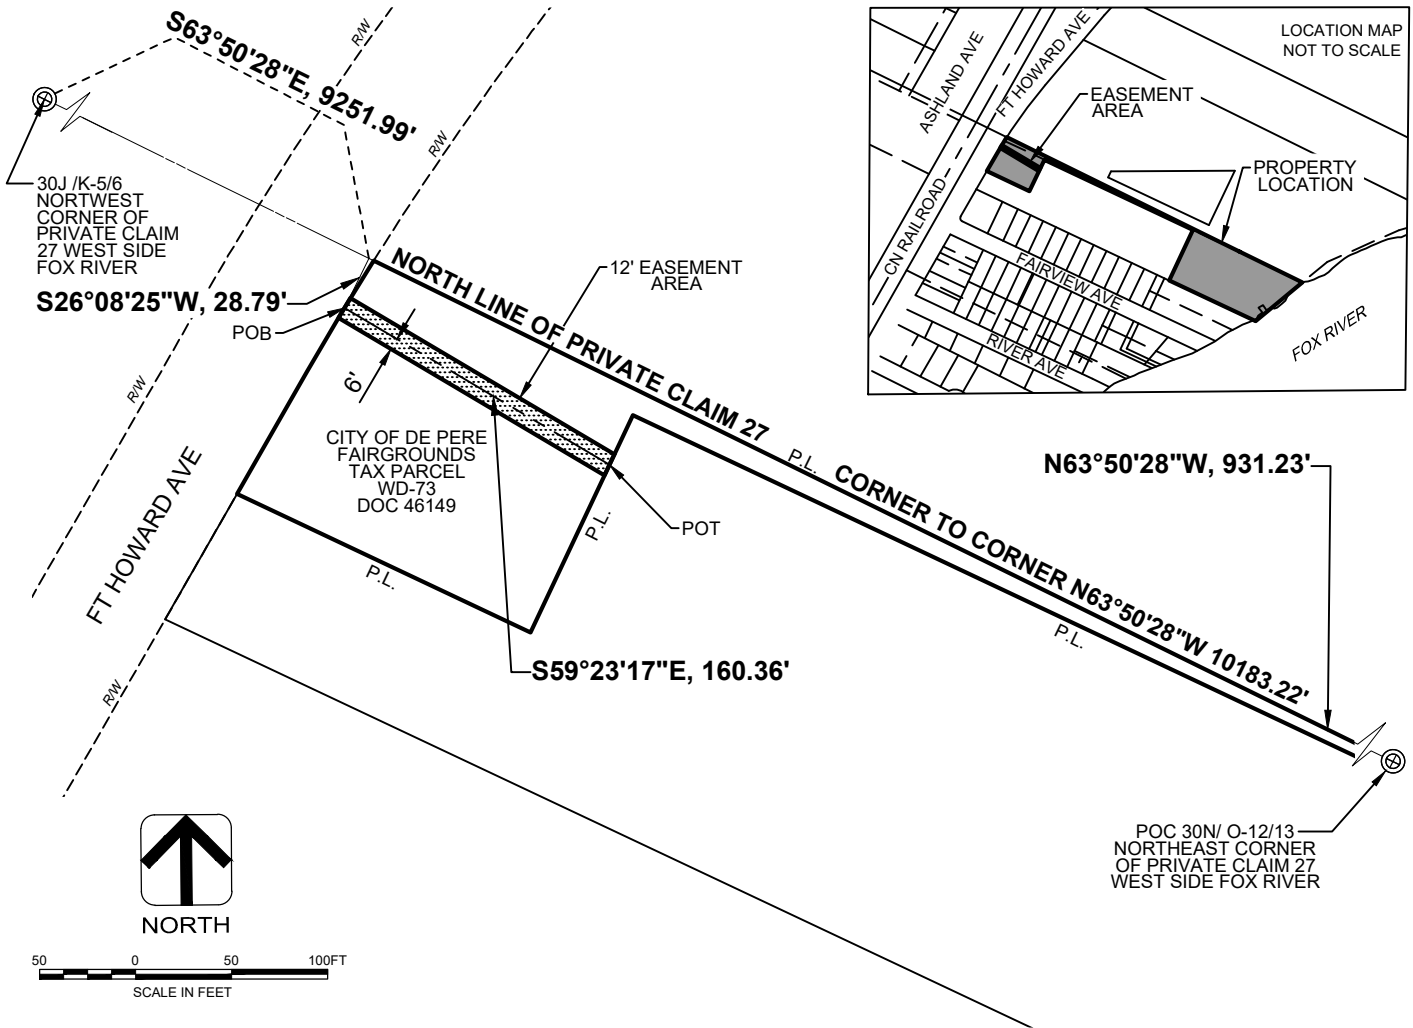 S63°50'28"E, 9251.99'
R/W
R/W
30J /K-5/6
NORTWEST
CORNER OF
PRIVATE CLAIM
27 WEST SIDE
FOX RIVER
S26°08'25"W, 28.79'
POB
NORTH LINE OF PRIVATE CLAIM 27
12' EASEMENT
AREA
6'
R/W
CITY OF DE PERE
FAIRGROUNDS
TAX PARCEL
WD-73
DOC 46149
P.L.
CORNER TO CORNER N63°50'28"W 10183.22'
N63°50'28"W, 931.23'
P.L.
POT
FT HOWARD AVE
P.L.
P.L.
S59°23'17"E, 160.36'
R/W
POC 30N/ O-12/13
NORTHEAST CORNER
OF PRIVATE CLAIM 27
WEST SIDE FOX RIVER
NORTH
50 0 50 100FT
SCALE IN FEET
LOCATION MAP
NOT TO SCALE
ASHLAND AVE
FT HOWARD AVE
EASEMENT
AREA
PROPERTY
LOCATION
CN RAILROAD
FAIRVIEW AVE
RIVER AVE
FOX RIVER